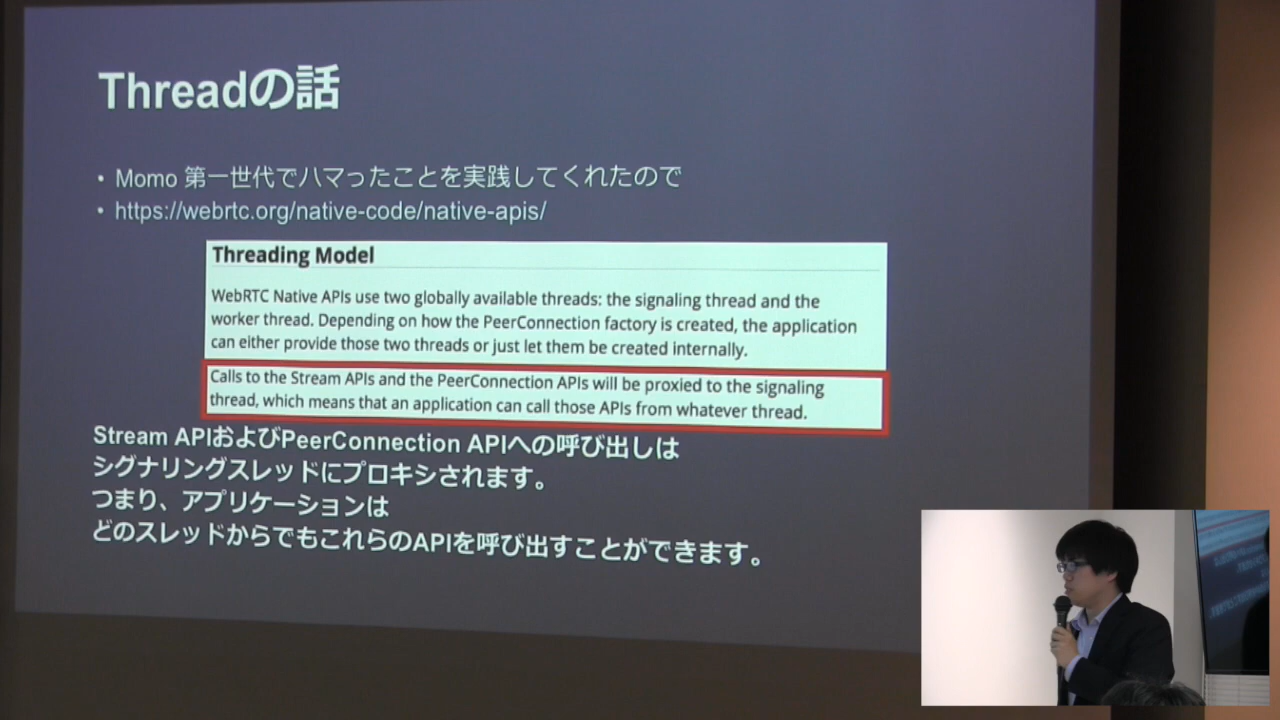 Threadの話
• Momo 第一世代でハマったことを実践してくれたので
• https://webrtc.org/native-code/native-apis/
Threading Model
WebRTC Native APIs use two globally available threads: the signaling thread and the
worker thread. Depending on how the PeerConnection factory is created, the application
can either provide those two threads or just let them be created internally.
Calls to the Stream APIs and the PeerConnection APIs will be proxied to the signaling
thread, which means that an application can call those APIs from whatever thread.
Stream APIおよびPeerConnection APIへの呼び出しは
シグナリングスレッドにプロキシされます。
つまり、アプリケーションは
どのスレッドからでもこれらのAPIを呼び出すことができます。